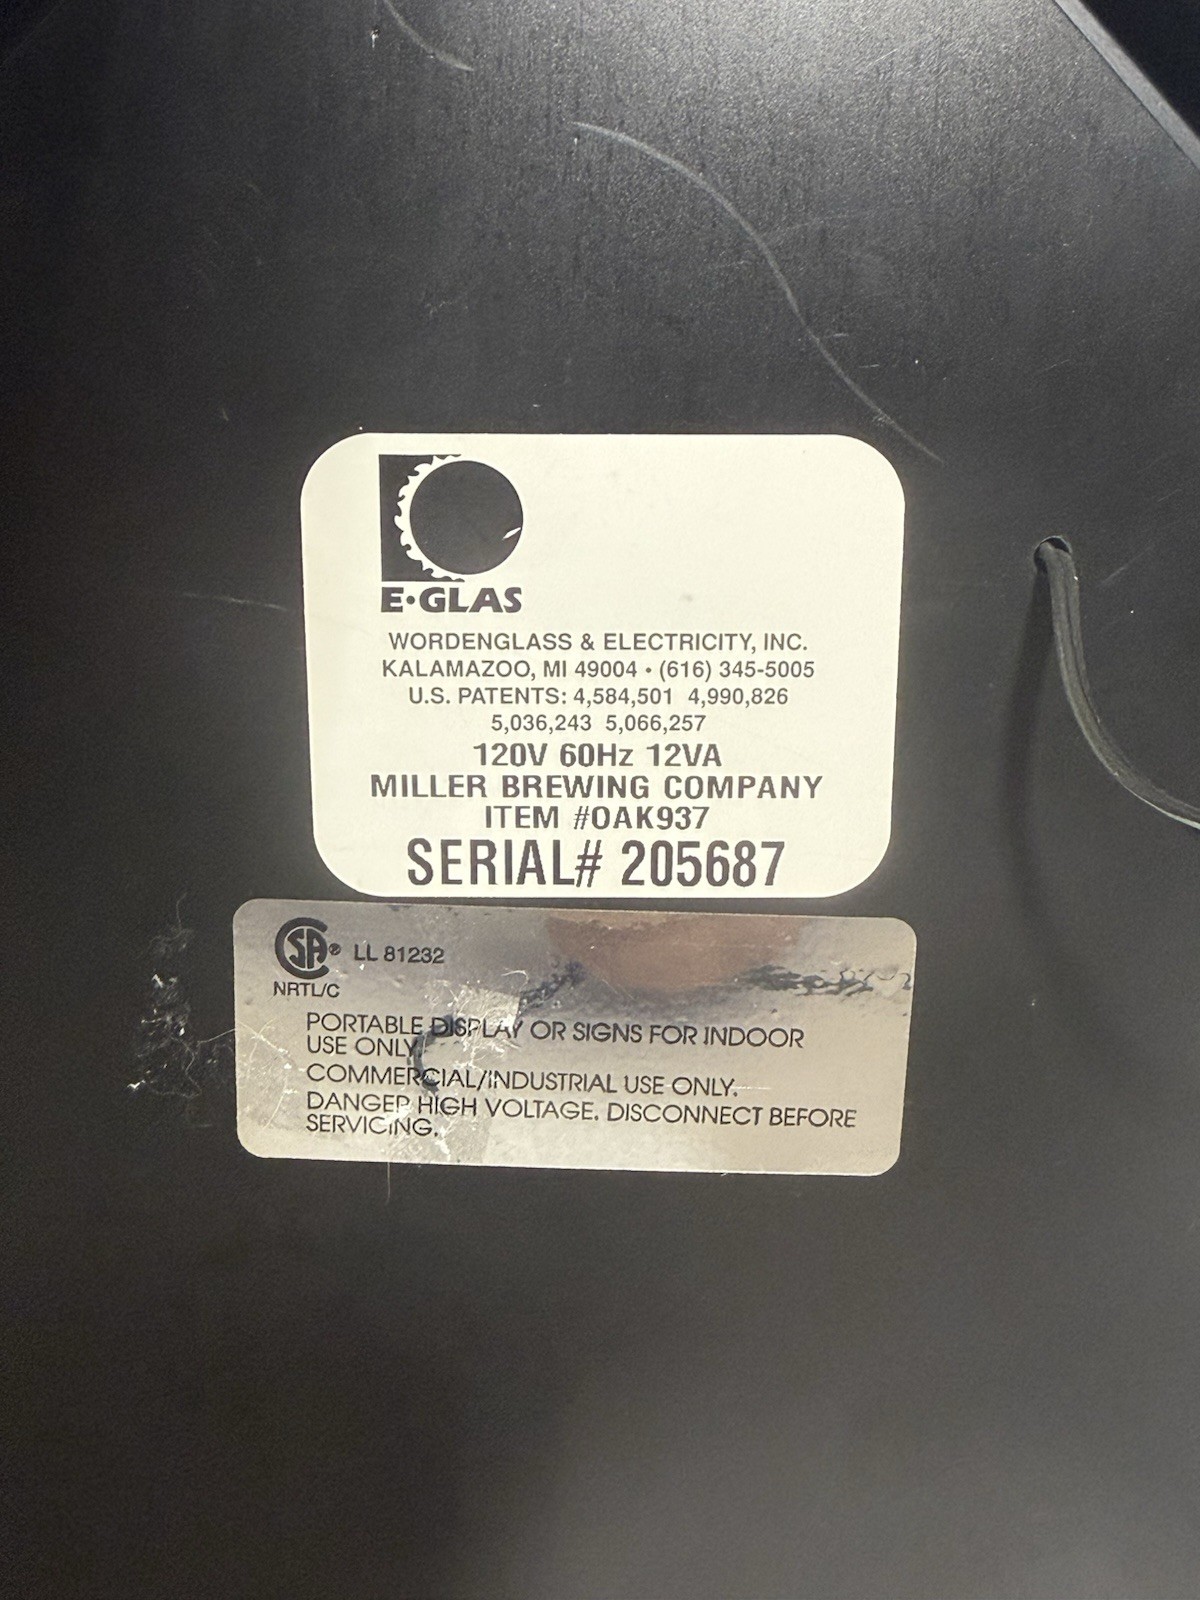 E•GLAS
WORDENGLASS & ELECTRICITY, INC.
KALAMAZOO, MI 49004 • (616) 345-5005
U.S. PATENTS: 4,584,501 4,990,826
5,036,243 5,066,257
120V 60Hz 12VA
MILLER BREWING COMPANY
ITEM #0AK937
SERIAL# 205687
CSA® LL 81232
NRTL/C
PORTABLE DISPLAY OR SIGNS FOR INDOOR
USE ONLY.
COMMERCIAL/INDUSTRIAL USE ONLY.
DANGER HIGH VOLTAGE. DISCONNECT BEFORE
SERVICING.